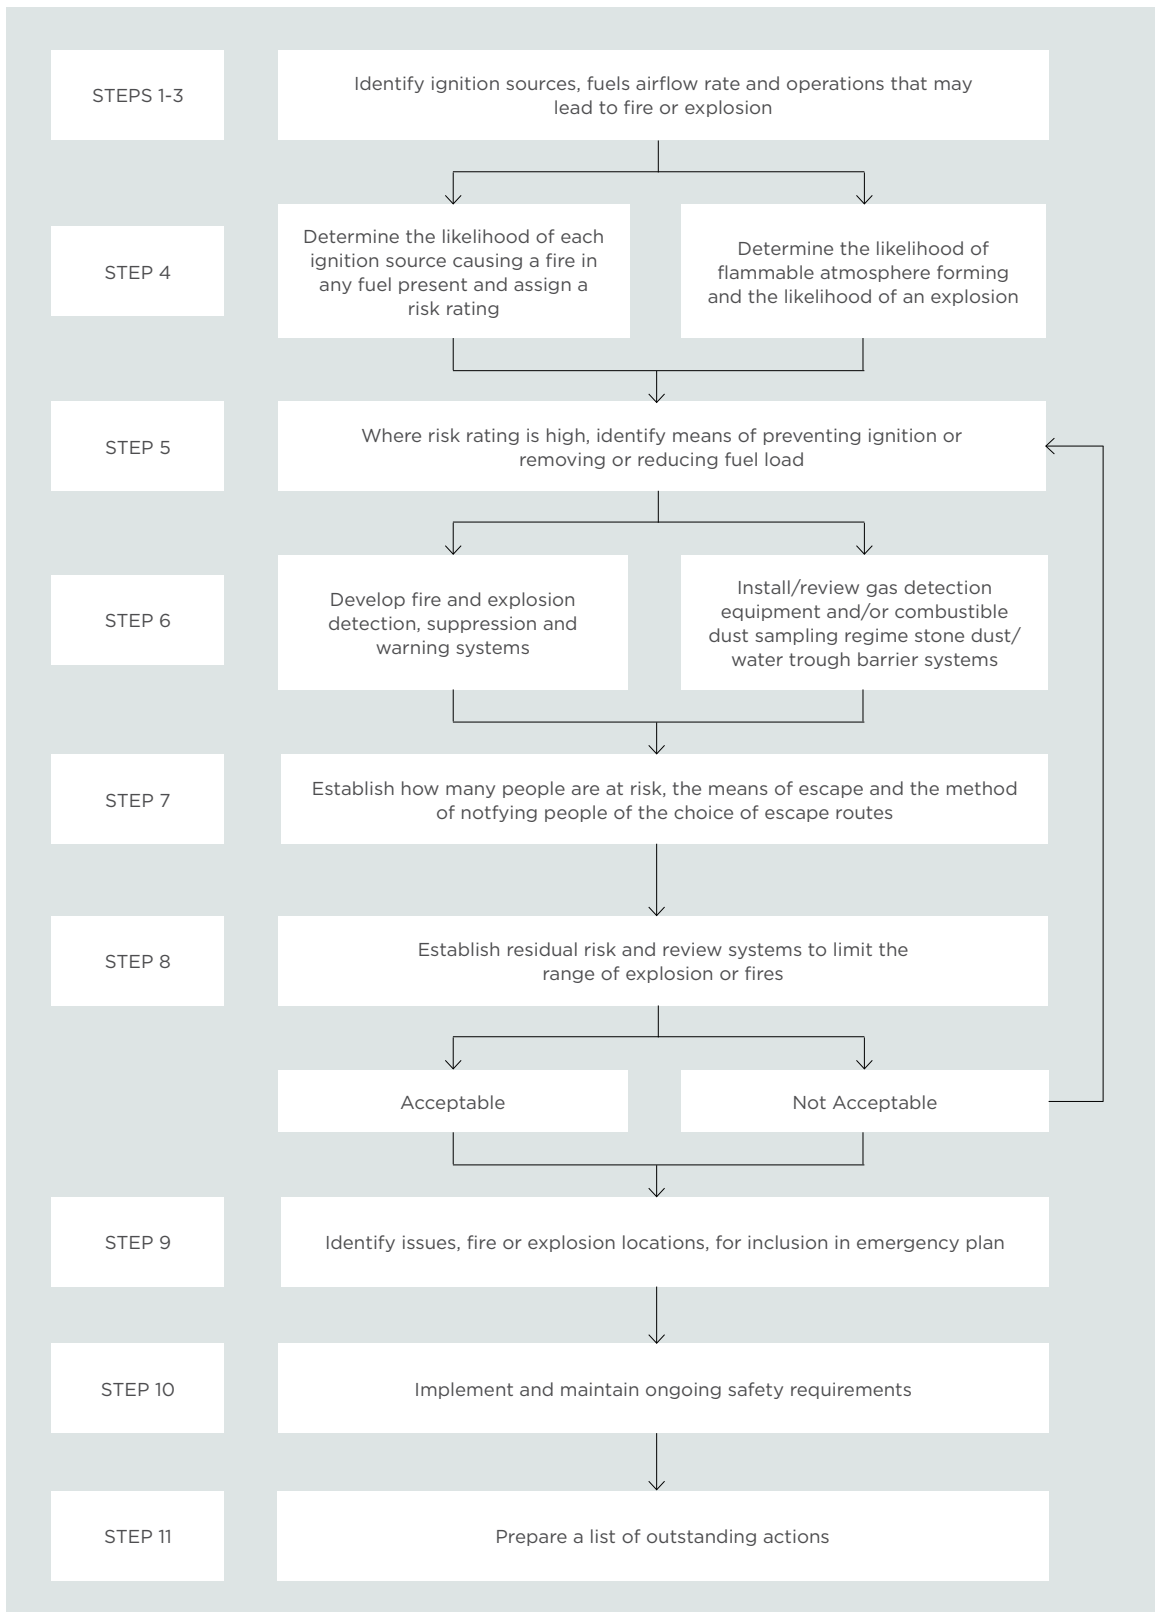 STEPS 1-3
Identify ignition sources, fuels airflow rate and operations that may
lead to fire or explosion
STEP 4
Determine the likelihood of each
ignition source causing a fire in
any fuel present and assign a
risk rating
Determine the likelihood of
flammable atmosphere forming
and the likelihood of an explosion
STEP 5
Where risk rating is high, identify means of preventing ignition or
removing or reducing fuel load
STEP 6
Develop fire and explosion
detection, suppression and
warning systems
Install/review gas detection
equipment and/or combustible
dust sampling regime stone dust/
water trough barrier systems
STEP 7
Establish how many people are at risk, the means of escape and the method
of notfying people of the choice of escape routes
STEP 8
Establish residual risk and review systems to limit the
range of explosion or fires
Acceptable
Not Acceptable
STEP 9
Identify issues, fire or explosion locations, for inclusion in emergency plan
STEP 10
Implement and maintain ongoing safety requirements
STEP 11
Prepare a list of outstanding actions